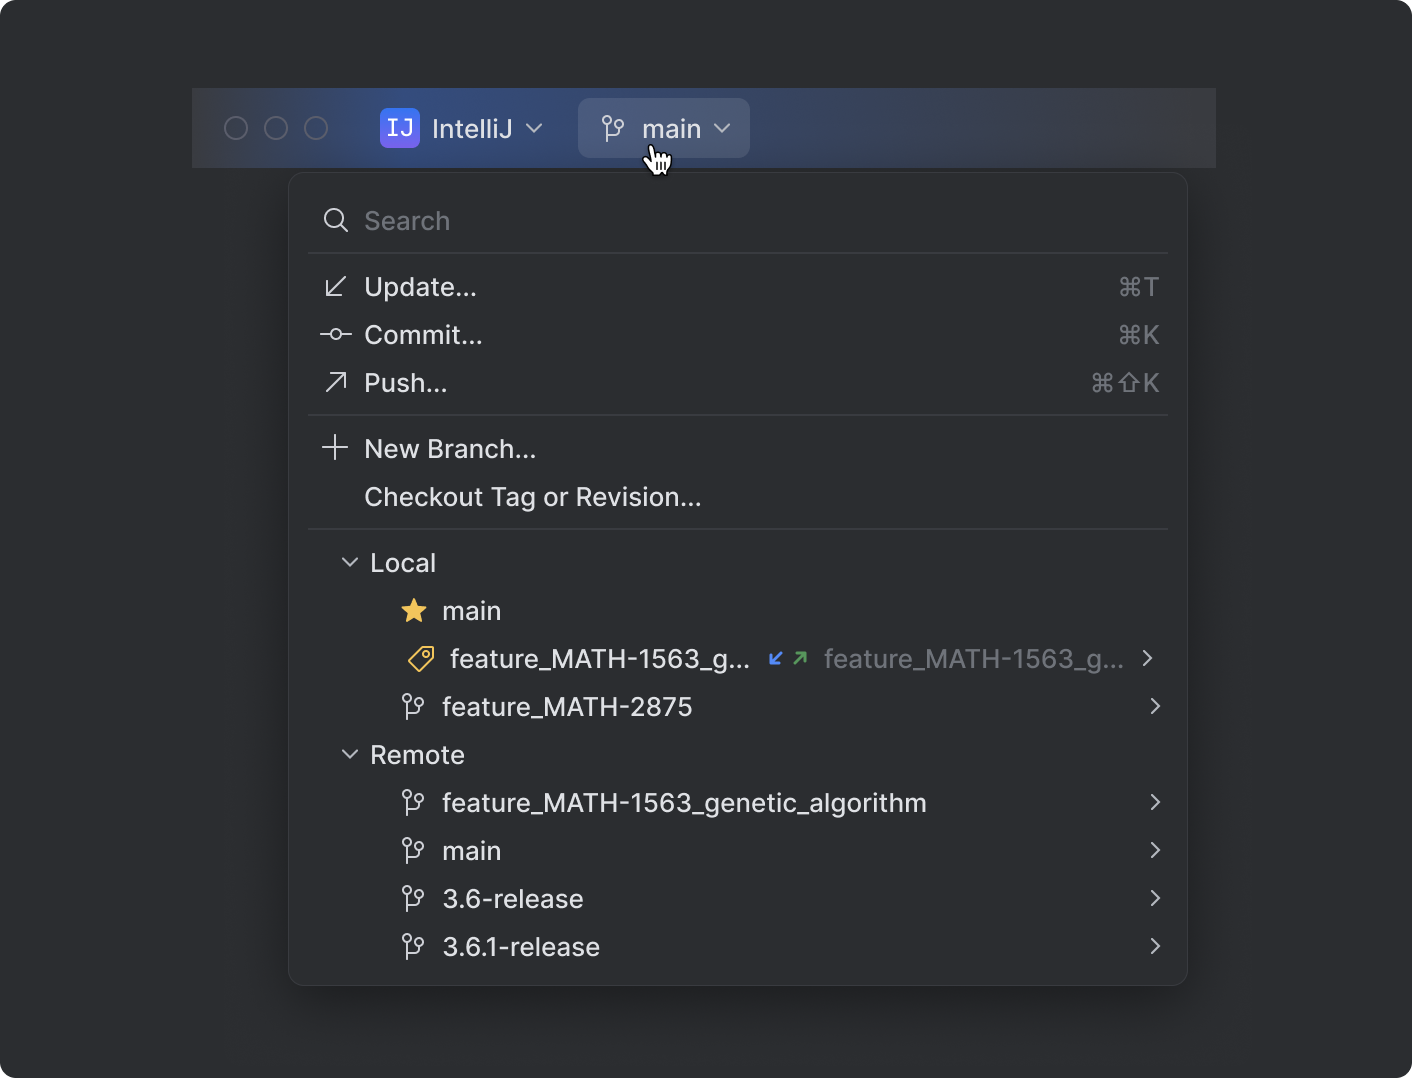 IJ IntelliJ main
Search
Update... ⌘T
Commit... ⌘K
Push... ⌘⇧K
New Branch...
Checkout Tag or Revision...
Local
main
feature_MATH-1563_g... feature_MATH-1563_g...
feature_MATH-2875
Remote
feature_MATH-1563_genetic_algorithm
main
3.6-release
3.6.1-release